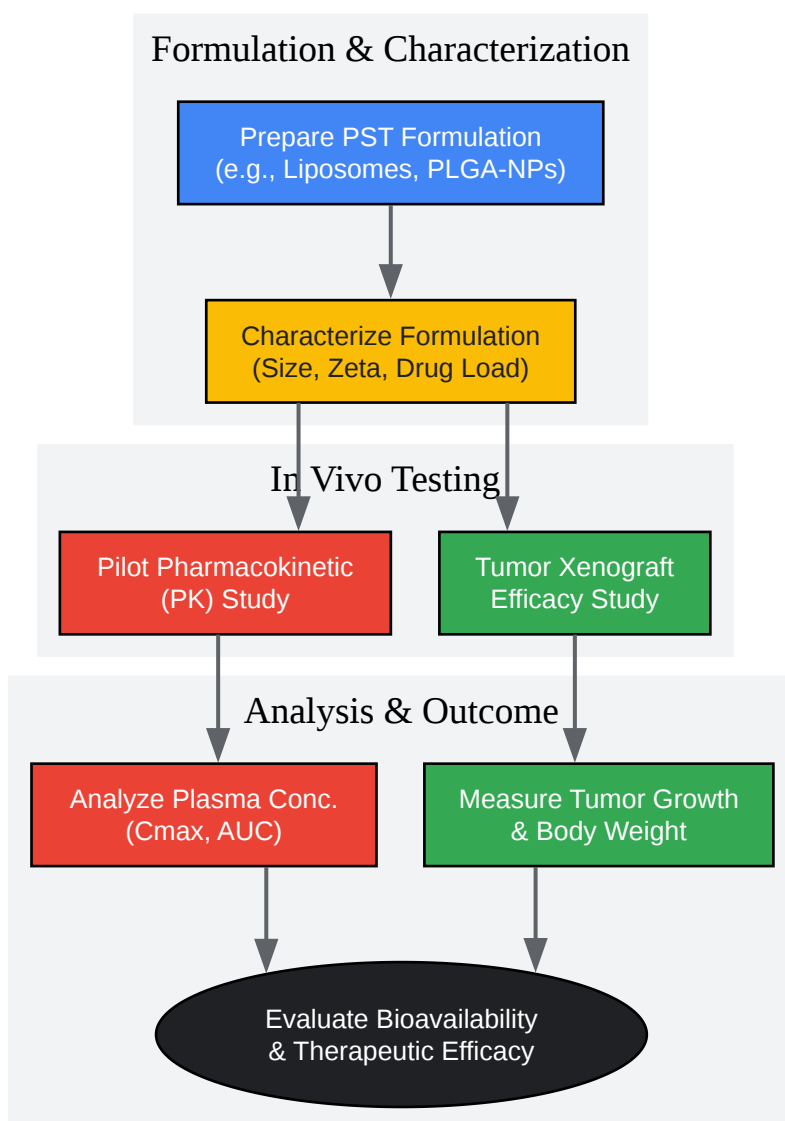 Formulation & Characterization
Prepare PST Formulation
(e.g., Liposomes, PLGA-NPs)
Characterize Formulation
(Size, Zeta, Drug Load)
In Vivo Testing
Pilot Pharmacokinetic
(PK) Study
Tumor Xenograft
Efficacy Study
Analysis & Outcome
Analyze Plasma Conc.
(Cmax, AUC)
Measure Tumor Growth
& Body Weight
Evaluate Bioavailability
& Therapeutic Efficacy